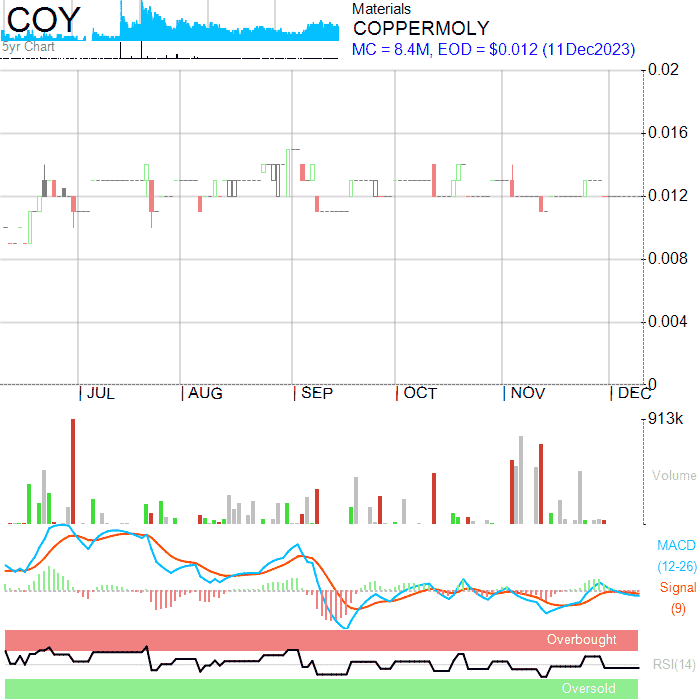 COY
5yr Chart
Materials
COPPERMOLY
MC = 8.4M, EOD = $0.012 (11Dec2023)
0.02
0.016
0.012
0.008
0.004
0
JUL AUG SEP OCT NOV DEC
913k
Volume
MACD
(12-26)
Signal
(9)
Overbought
RSI(14)
Oversold